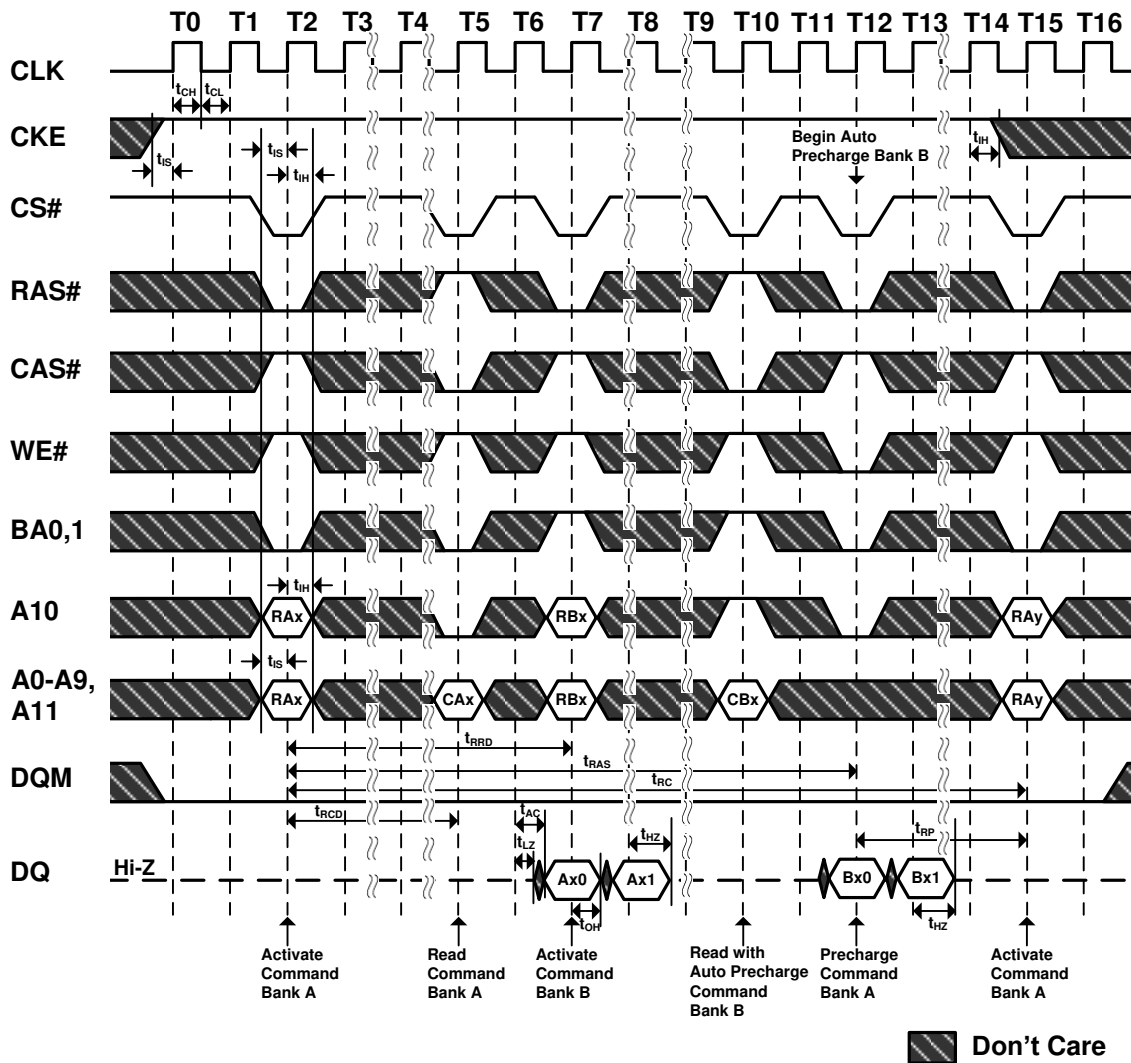 T0 T1 T2 T3 T4 T5 T6 T7 T8 T9 T10 T11 T12 T13 T14 T15 T16
CLK
tCH tCL
CKE
tIS
tIS
tIH
Begin Auto
Precharge Bank B
tIH
CS#
RAS#
CAS#
WE#
BA0,1
tIH
A10
RAx RBx RAy
tIS
A0-A9,
A11
RAx CAx RBx CBx RAy
tRRD
tRAS
DQM
tRC
tRCD
tAC
tHZ
tRP
tLZ
DQ
Hi-Z
Ax0 Ax1 Bx0 Bx1
tOH
tHZ
Activate
Command
Bank A
Read
Command
Bank A
Activate
Command
Bank B
Read with
Auto Precharge
Command
Bank B
Precharge
Command
Bank A
Activate
Command
Bank A
Don't Care